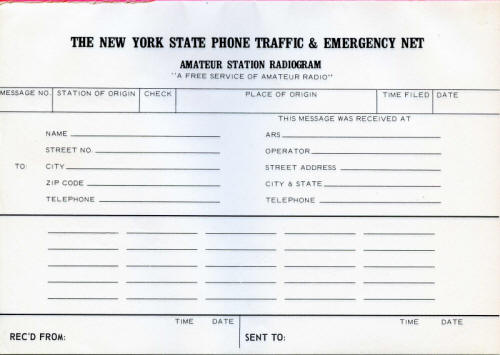 THE NEW YORK STATE PHONE TRAFFIC & EMERGENCY NET
AMATEUR STATION RADIOGRAM
"A FREE SERVICE OF AMATEUR RADIO"
MESSAGE NO. STATION OF ORIGIN CHECK PLACE OF ORIGIN TIME FILED DATE
THIS MESSAGE WAS RECEIVED AT
NAME ARS
STREET NO. OPERATOR
TO: CITY STREET ADDRESS
ZIP CODE CITY & STATE
TELEPHONE TELEPHONE
TIME DATE TIME DATE
REC'D FROM: SENT TO: